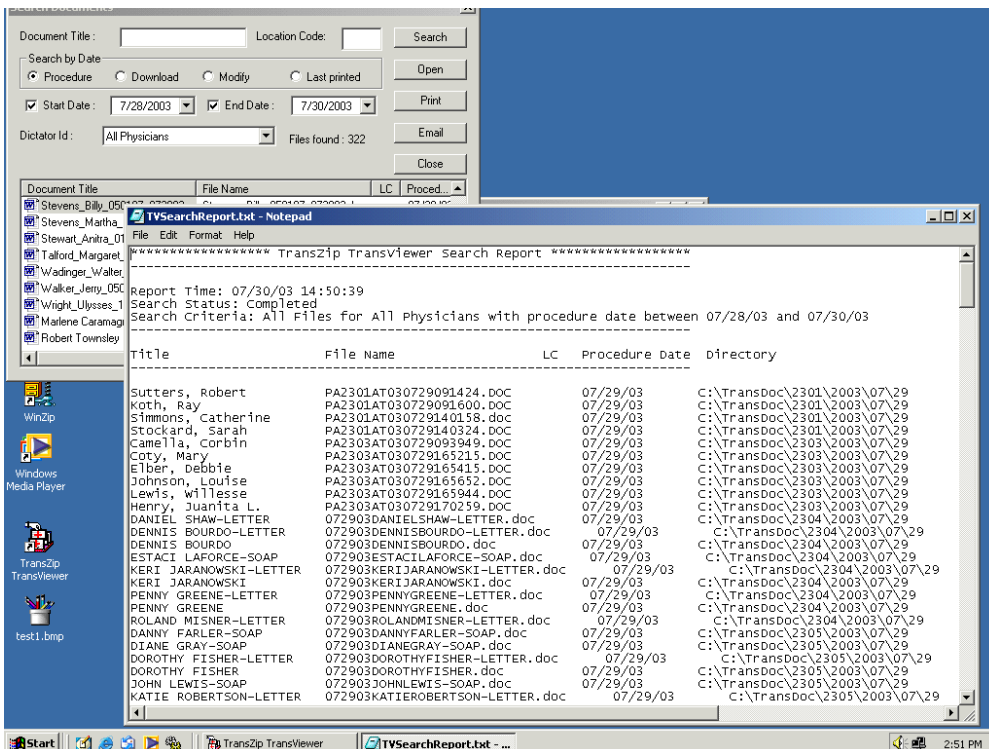 Search Documents
Document Title :
Location Code:
Search
Search by Date
Procedure
Download
Modify
Last printed
Open
Start Date :
7/28/2003
End Date :
7/30/2003
Print
Dictator Id :
All Physicians
Files found : 322
Email
Close
Document Title
File Name
LC
Proced...
Stevens_Billy_050107_072903
Stevens_Martha_
Stewart_Anitra_01
Talford_Margaret_
Wadinger_Walter_
Walker_Jerry_050
Wright_Ulysses_1
Marlene Caramagn
Robert Townsley
TVSearchReport.txt - Notepad
File Edit Format Help
****************** TransZip TransViewer Search Report ******************
Report Time: 07/30/03 14:50:39
Search Status: Completed
Search Criteria: All Files for All Physicians with procedure date between 07/28/03 and 07/30/03
Title File Name LC Procedure Date Directory
Sutters, Robert PA2301AT030729091424.DOC 07/29/03 C:\TransDoc\2301\2003\07\29
Koth, Ray PA2301AT030729091600.DOC 07/29/03 C:\TransDoc\2301\2003\07\29
Simmons, Catherine PA2301AT030729140158.doc 07/29/03 C:\TransDoc\2301\2003\07\29
Stockard, Sarah PA2301AT030729140324.DOC 07/29/03 C:\TransDoc\2301\2003\07\29
Camella, Corbin PA2303AT030729093949.DOC 07/29/03 C:\TransDoc\2303\2003\07\29
Coty, Mary PA2303AT030729165215.DOC 07/29/03 C:\TransDoc\2303\2003\07\29
Elber, Debbie PA2303AT030729165415.DOC 07/29/03 C:\TransDoc\2303\2003\07\29
Johnson, Louise PA2303AT030729165652.DOC 07/29/03 C:\TransDoc\2303\2003\07\29
Lewis, Willesse PA2303AT030729165944.DOC 07/29/03 C:\TransDoc\2303\2003\07\29
Henry, Juanita L. PA2303AT030729170259.DOC 07/29/03 C:\TransDoc\2303\2003\07\29
DANIEL SHAW-LETTER 072903DANIELSHAW-LETTER.doc 07/29/03 C:\TransDoc\2304\2003\07\29
DENNIS BOURDO-LETTER 072903DENNISBOURDO-LETTER.doc 07/29/03 C:\TransDoc\2304\2003\07\29
DENNIS BOURDO 072903DENNISBOURDO.doc 07/29/03 C:\TransDoc\2304\2003\07\29
ESTACI LAFORCE-SOAP 072903ESTACILAFORCE-SOAP.doc 07/29/03 C:\TransDoc\2304\2003\07\29
KERI JARANOWSKI-LETTER 072903KERIJARANOWSKI-LETTER.doc 07/29/03 C:\TransDoc\2304\2003\07\29
KERI JARANOWSKI 072903KERIJARANOWSKI.doc 07/29/03 C:\TransDoc\2304\2003\07\29
PENNY GREENE-LETTER 072903PENNYGREENE-LETTER.doc 07/29/03 C:\TransDoc\2304\2003\07\29
PENNY GREENE 072903PENNYGREENE.doc 07/29/03 C:\TransDoc\2304\2003\07\29
ROLAND MISNER-LETTER 072903ROLANDMISNER-LETTER.doc 07/29/03 C:\TransDoc\2304\2003\07\29
DANNY FARLER-SOAP 072903DANNYFARLER-SOAP.doc 07/29/03 C:\TransDoc\2305\2003\07\29
DIANE GRAY-SOAP 072903DIANEGRAY-SOAP.doc 07/29/03 C:\TransDoc\2305\2003\07\29
DOROTHY FISHER-LETTER 072903DOROTHYFISHER-LETTER.doc 07/29/03 C:\TransDoc\2305\2003\07\29
DOROTHY FISHER 072903DOROTHYFISHER.doc 07/29/03 C:\TransDoc\2305\2003\07\29
JOHN LEWIS-SOAP 072903JOHNLEWIS-SOAP.doc 07/29/03 C:\TransDoc\2305\2003\07\29
KATIE ROBERTSON-LETTER 072903KATIEROBERTSON-LETTER.doc 07/29/03 C:\TransDoc\2305\2003\07\29
WinZip
Windows
Media Player
TransZip
TransViewer
test1.bmp
Start
TransZip TransViewer
TVSearchReport.txt - ...
2:51 PM